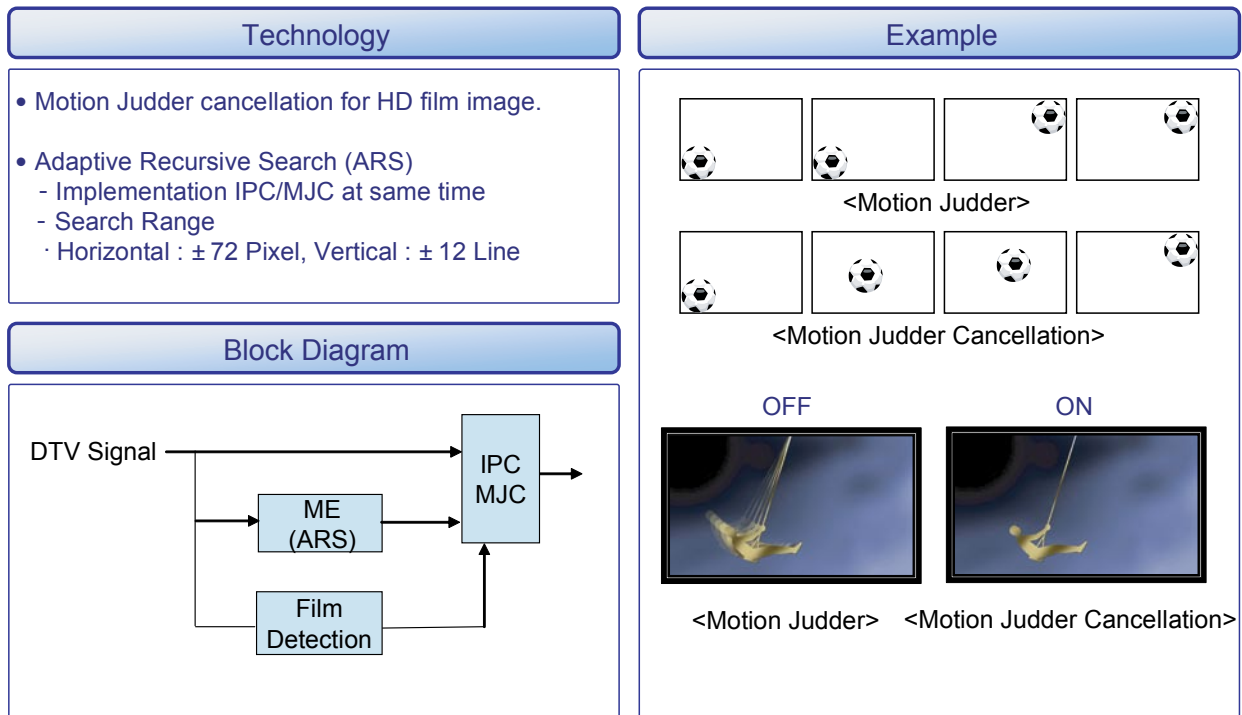 Technology
• Motion Judder cancellation for HD film image.
• Adaptive Recursive Search (ARS)
- Implementation IPC/MJC at same time
- Search Range
· Horizontal : ± 72 Pixel, Vertical : ± 12 Line
Block Diagram
DTV Signal
IPC
MJC
ME
(ARS)
Film
Detection
Example
<Motion Judder>
<Motion Judder Cancellation>
OFF
ON
<Motion Judder>
<Motion Judder Cancellation>